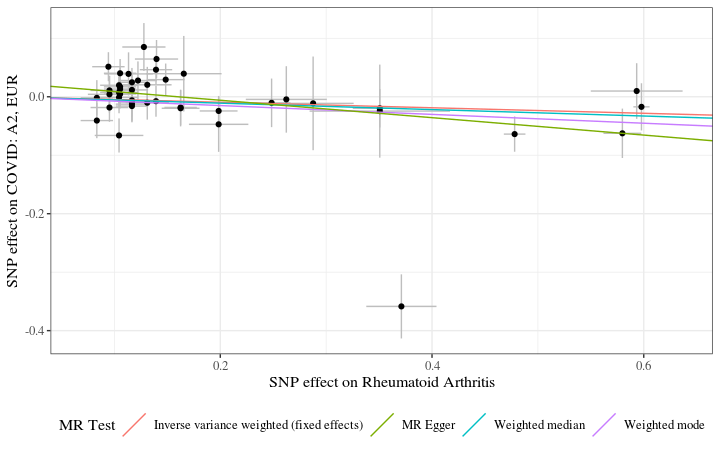 SNP effect on COVID: A2, EUR
0.0
-0.2
-0.4
0.2 0.4 0.6
SNP effect on Rheumatoid Arthritis
MR Test Inverse variance weighted (fixed effects) MR Egger Weighted median Weighted mode